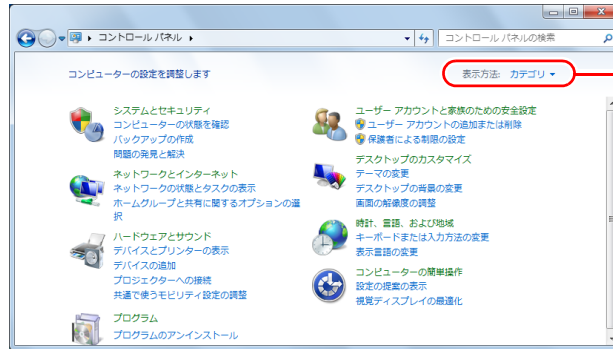 コントロール パネル
コントロール パネルの検索
コンピューターの設定を調整します
表示方法: カテゴリ
システムとセキュリティ
コンピューターの状態を確認
バックアップの作成
問題の発見と解決
ネットワークとインターネット
ネットワークの状態とタスクの表示
ホームグループと共有に関するオプションの選
択
ハードウェアとサウンド
デバイスとプリンターの表示
デバイスの追加
プロジェクターへの接続
共通で使うモビリティ設定の調整
プログラム
プログラムのアンインストール
ユーザー アカウントと家族のための安全設定
ユーザー アカウントの追加または削除
保護者による制限の設定
デスクトップのカスタマイズ
テーマの変更
デスクトップの背景の変更
画面の解像度の調整
時計、言語、および地域
キーボードまたは入力方法の変更
表示言語の変更
コンピューターの簡単操作
設定の提案の表示
視覚ディスプレイの最適化